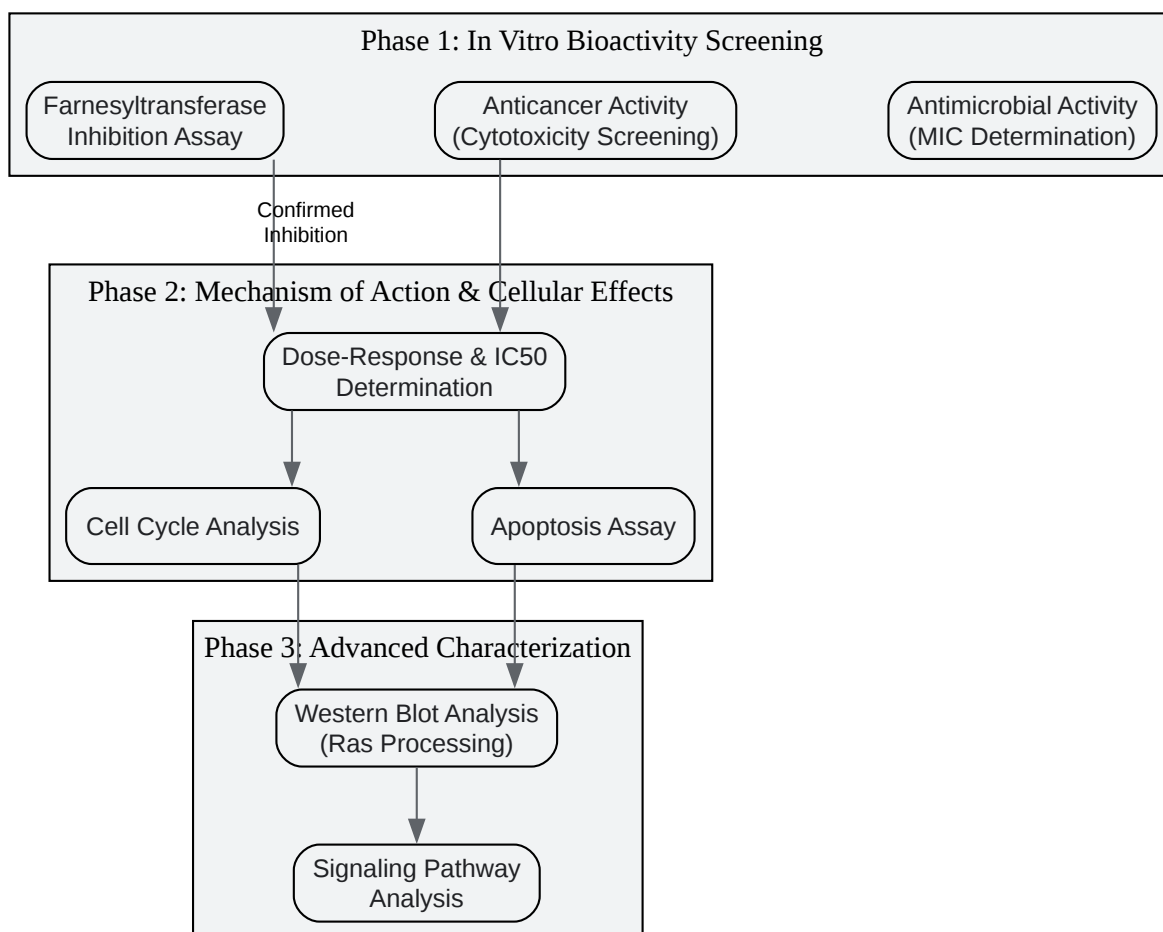 Phase 1: In Vitro Bioactivity Screening
Farnesyltransferase
Inhibition Assay
Anticancer Activity
(Cytotoxicity Screening)
Antimicrobial Activity
(MIC Determination)
Confirmed
Inhibition
Phase 2: Mechanism of Action & Cellular Effects
Dose-Response & IC50
Determination
Cell Cycle Analysis
Apoptosis Assay
Phase 3: Advanced Characterization
Western Blot Analysis
(Ras Processing)
Signaling Pathway
Analysis